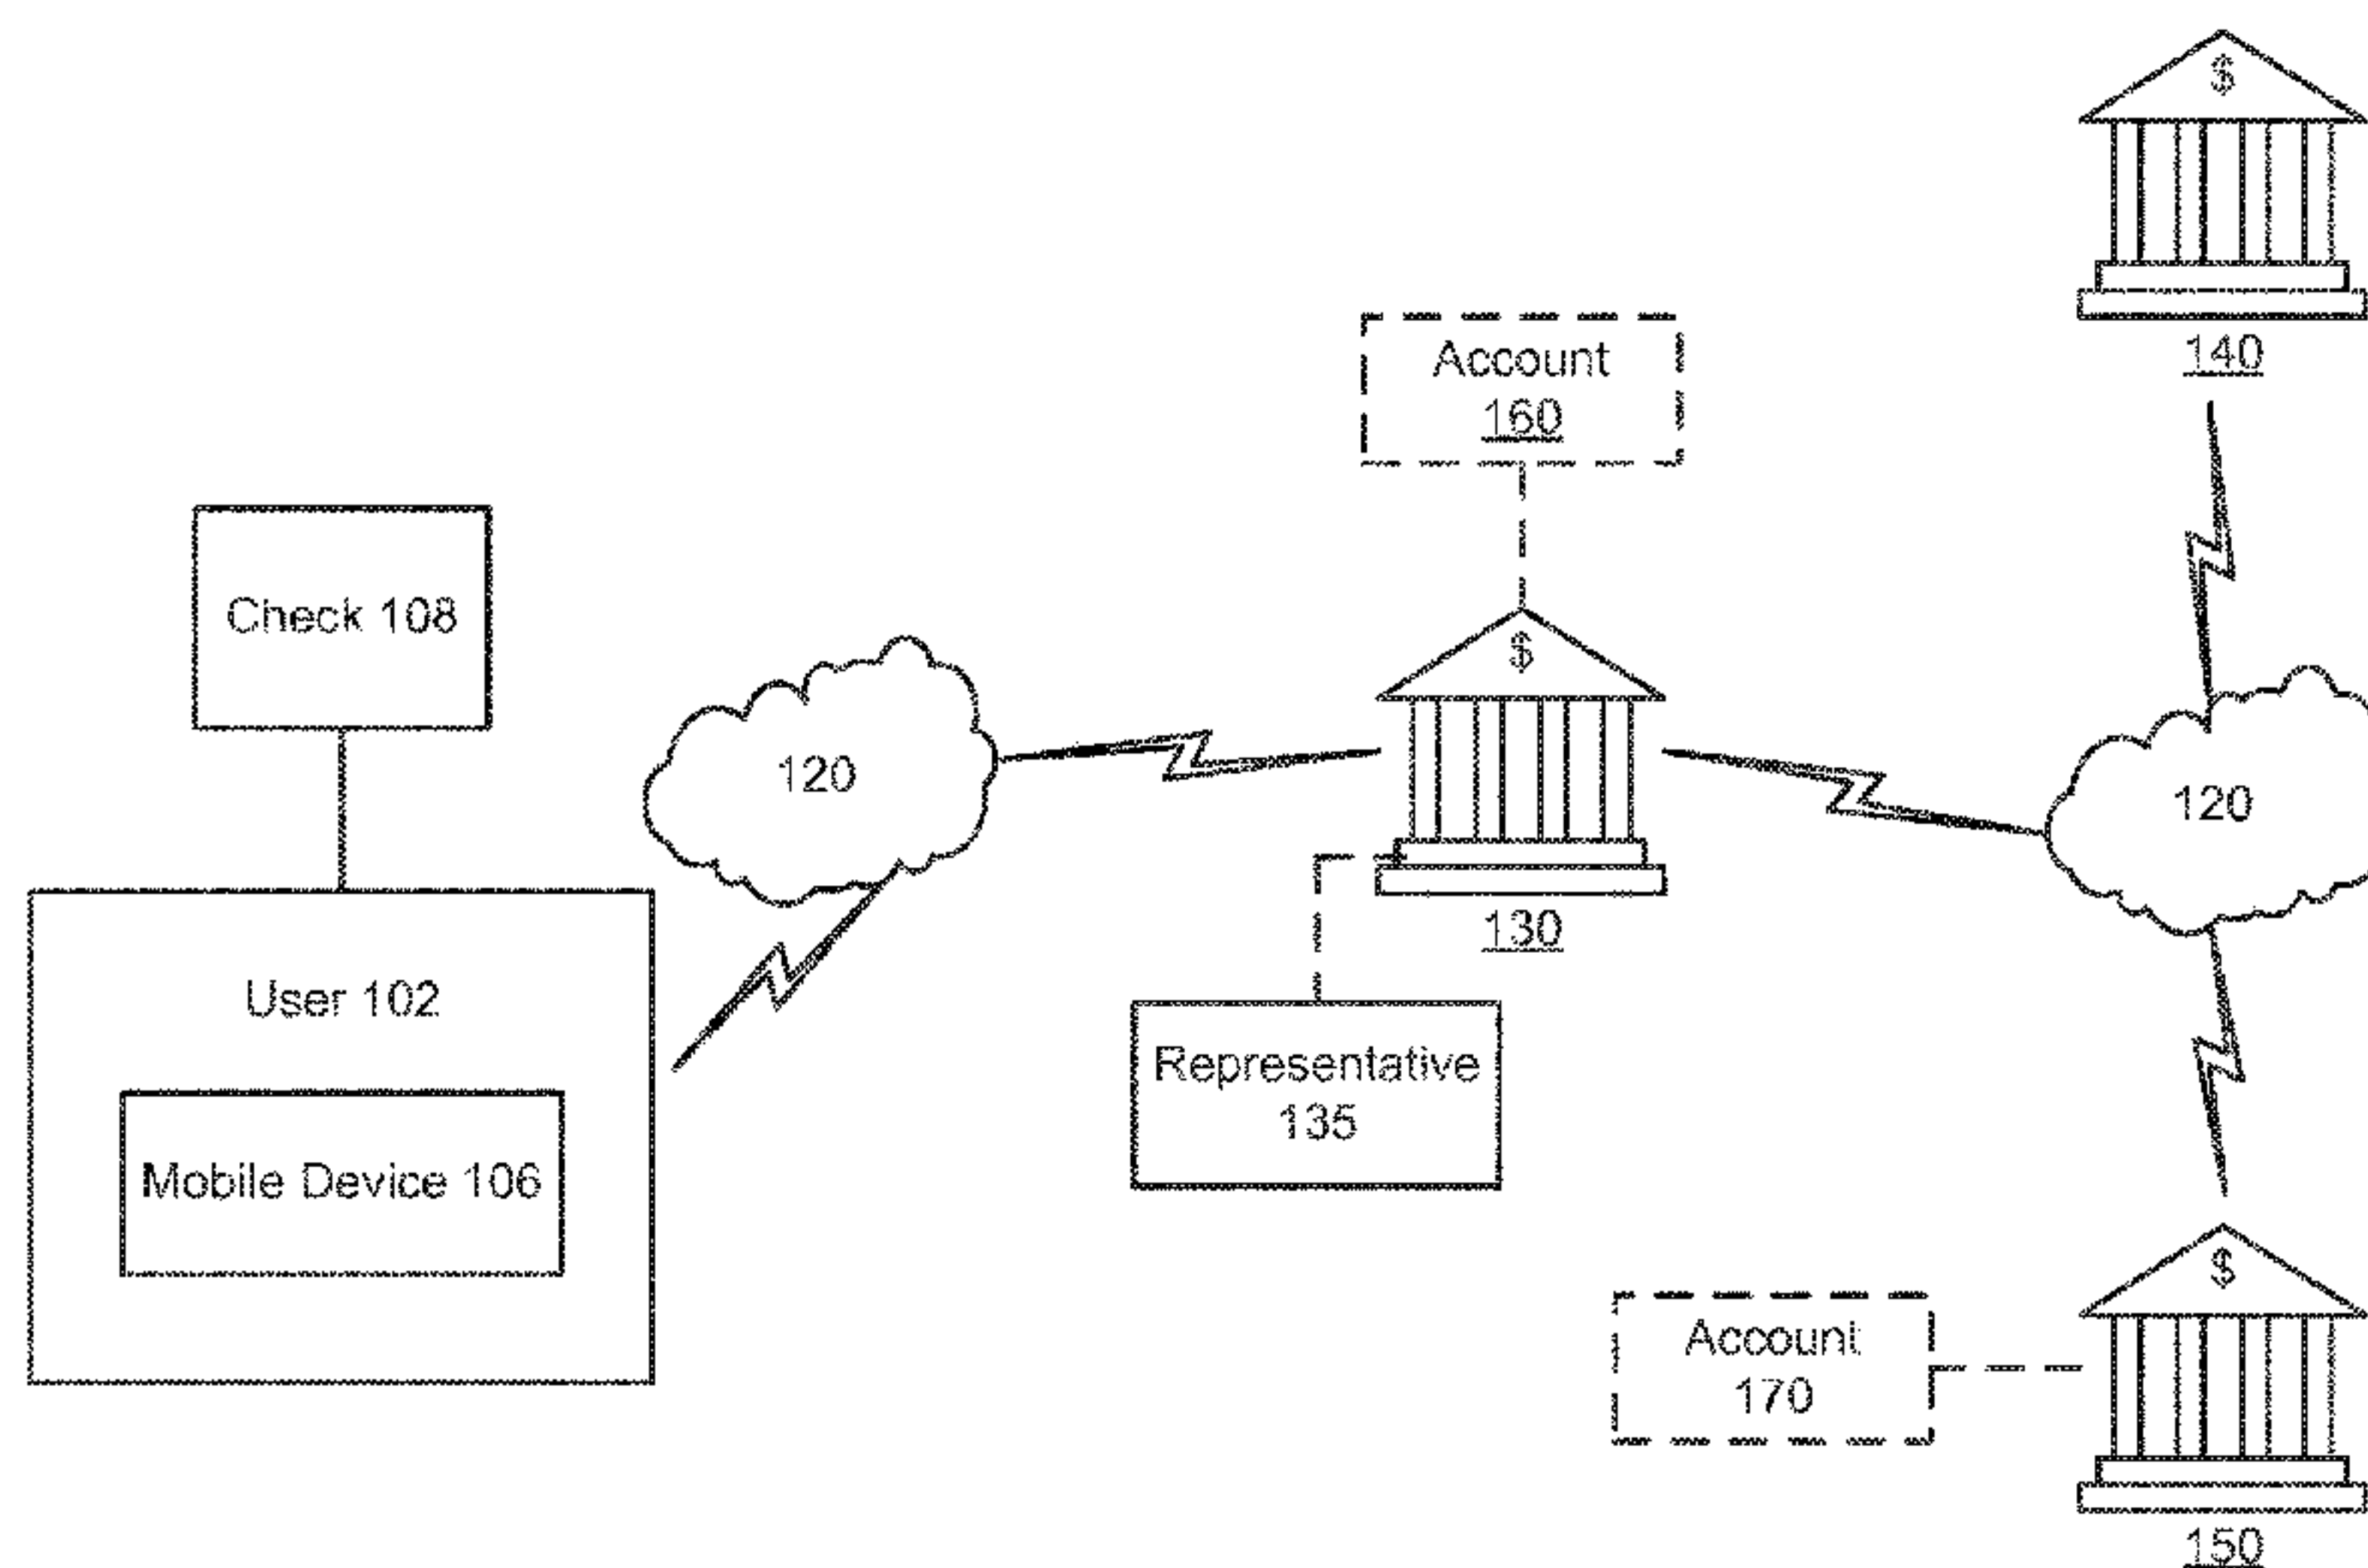 $
140
Account
160
Check 108
$
120
120
130
User 102
Representative
135
Mobile Device 106
$
Account
170
150